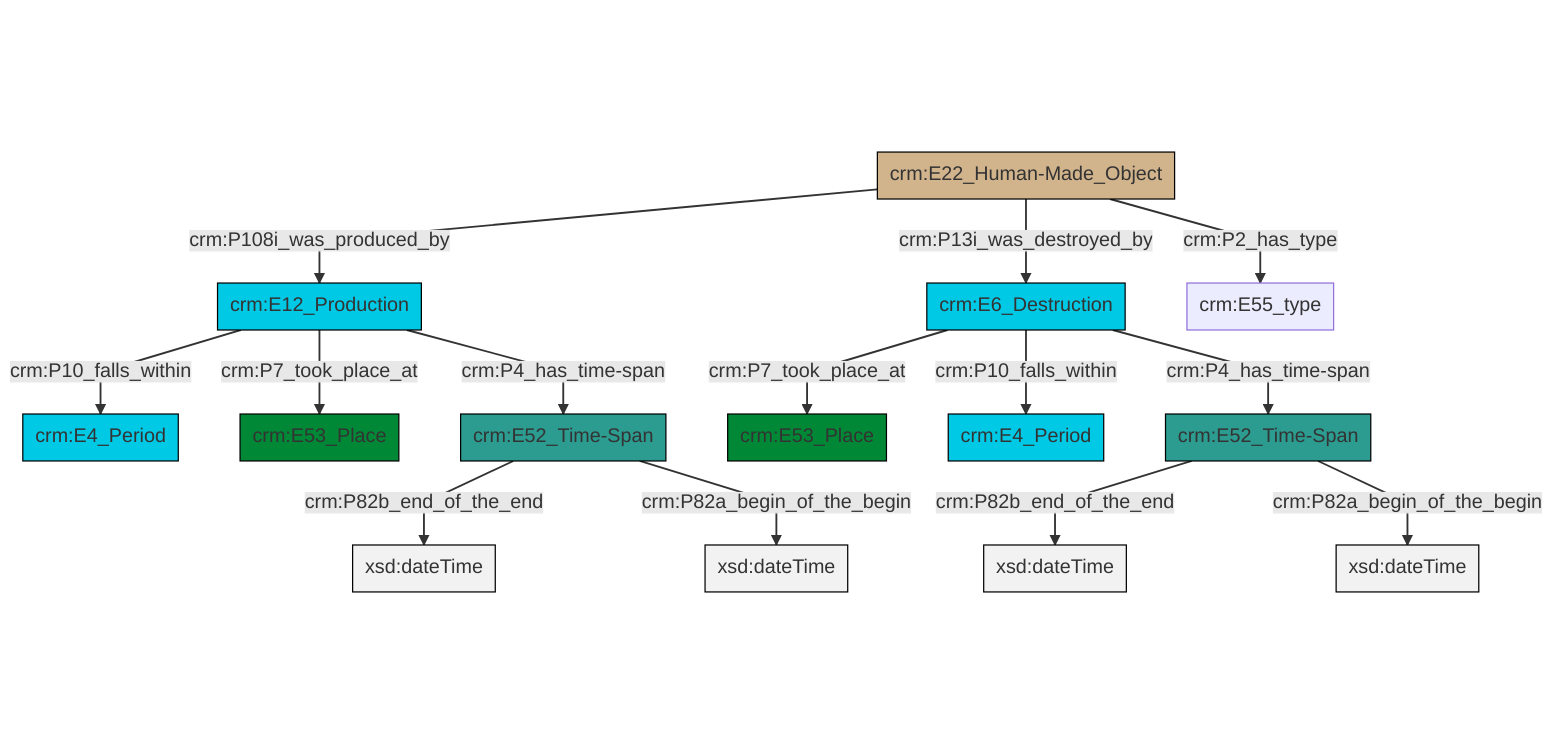 crm:E22_Human-Made_Object
crm:P108i_was_produced_by
crm:P13i_was_destroyed_by
crm:P2_has_type
crm:E12_Production
crm:E6_Destruction
crm:E55_type
crm:P10_falls_within
crm:P7_took_place_at
crm:P4_has_time-span
crm:P7_took_place_at
crm:P10_falls_within
crm:P4_has_time-span
crm:E4_Period
crm:E53_Place
crm:E52_Time-Span
crm:E53_Place
crm:E4_Period
crm:E52_Time-Span
crm:P82b_end_of_the_end
crm:P82a_begin_of_the_begin
crm:P82b_end_of_the_end
crm:P82a_begin_of_the_begin
xsd:dateTime
xsd:dateTime
xsd:dateTime
xsd:dateTime